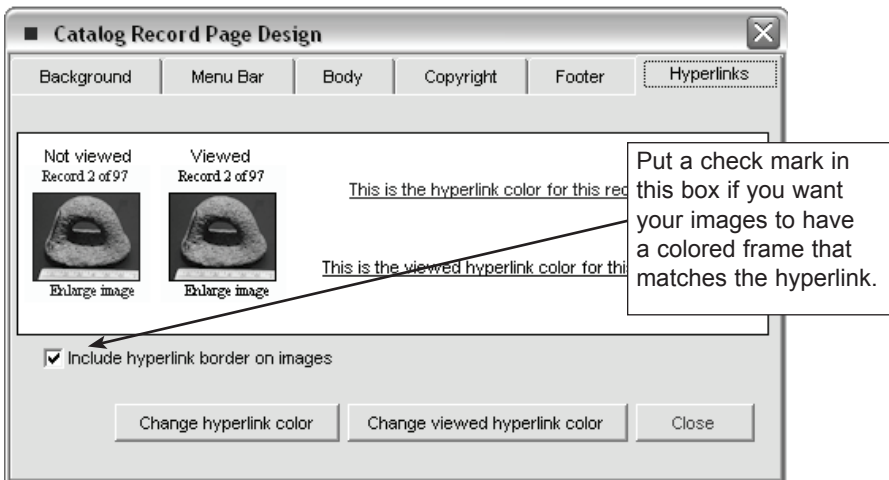 Catalog Record Page Design
Background Menu Bar Body Copyright Footer Hyperlinks
Not viewed Viewed
Record 2 of 97 Record 2 of 97
This is the hyperlink color for this rec
This is the viewed hyperlink color for this
Enlarge image Enlarge image
Put a check mark in
this box if you want
your images to have
a colored frame that
matches the hyperlink.
Include hyperlink border on images
Change hyperlink color Change viewed hyperlink color Close